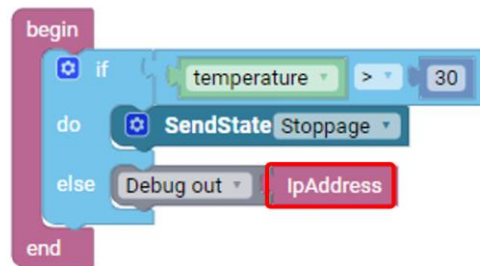 begin
if temperature > 30
do SendState Stoppage
else Debug out IpAddress
end